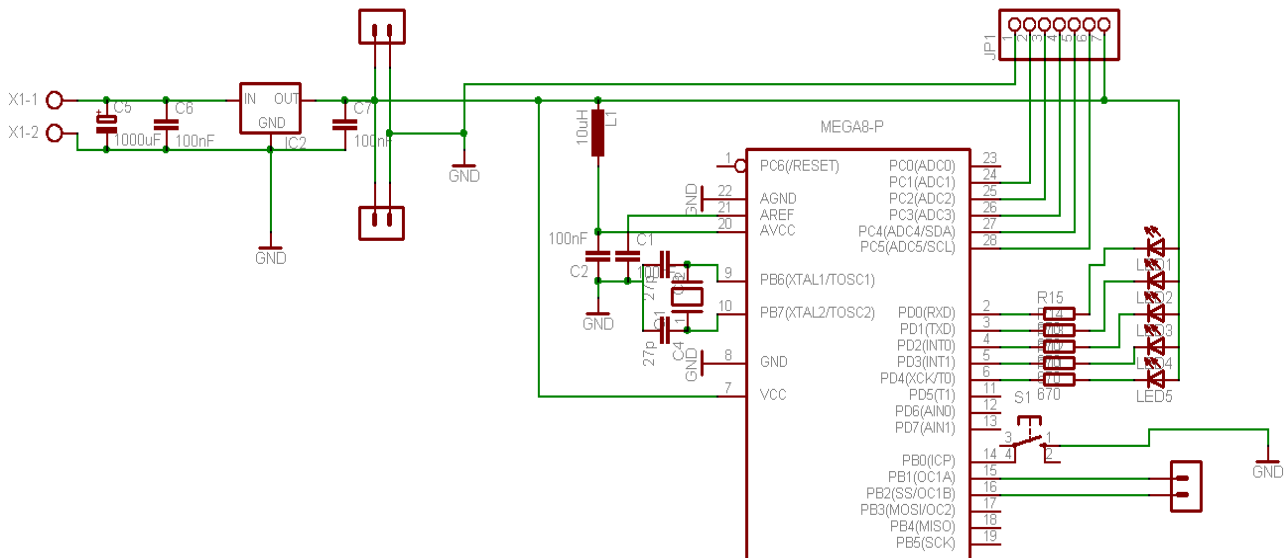 JP1
1
2
3
4
5
6
7
X1-1
C5
C6
IN
OUT
C7
10uH
L1
GND
X1-2
1000uF
100nF
IC2
100nF
MEGA8-P
GND
GND
1
PC6(/RESET)
PC0(ADC0)
23
PC1(ADC1)
24
GND
22
AGND
PC2(ADC2)
25
21
AREF
PC3(ADC3)
26
20
AVCC
PC4(ADC4/SDA)
27
PC5(ADC5/SCL)
28
100nF
C1
C2
27p
9
PB6(XTAL1/TOSC1)
LED1
LED2
LED3
LED4
LED5
GND
1
10
PB7(XTAL2/TOSC2)
PD0(RXD)
2
R15
27p
C4
PD1(TXD)
3
PD2(INT0)
4
GND
8
GND
PD3(INT1)
5
PD4(XCK/T0)
6
7
VCC
PD5(T1)
11
670
S1
PD6(AIN0)
12
PD7(AIN1)
13
3
1
4
2
PB0(ICP)
14
GND
PB1(OC1A)
15
PB2(SS/OC1B)
16
PB3(MOSI/OC2)
17
PB4(MISO)
18
PB5(SCK)
19